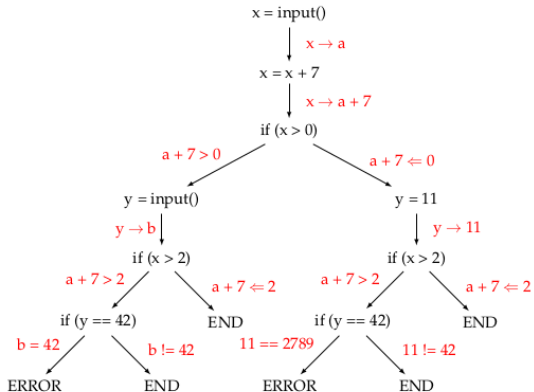 x = input()
x → a
x = x + 7
x → a + 7
if (x > 0)
a + 7 > 0
a + 7 ⇐ 0
y = input()
y = 11
y → b
y → 11
if (x > 2)
if (x > 2)
a + 7 > 2
a + 7 ⇐ 2
a + 7 > 2
a + 7 ⇐ 2
if (y == 42)
END
if (y == 42)
END
b = 42
b != 42
11 == 2789
11 != 42
ERROR
END
ERROR
END